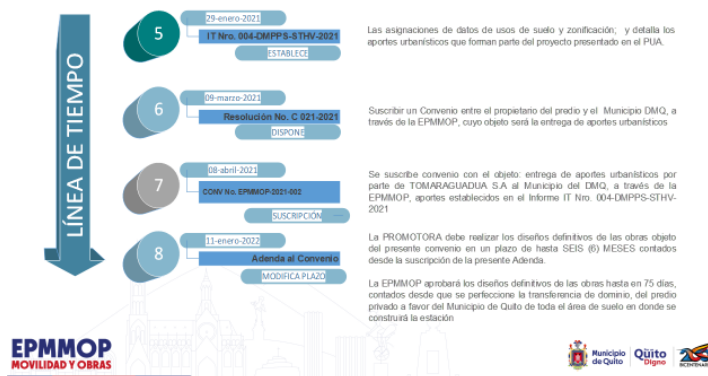 LÍNEA DE TIEMPO
5
29-enero-2021
IT Nro. 004-DMPPS-STHV-2021
ESTABLECE
Las asignaciones de datos de usos de suelo y zonificación; y detalla los
aportes urbanísticos que forman parte del proyecto presentado en el PUA.
6
09-marzo-2021
Resolución No. C 021-2021
DISPONE
Suscribir un Convenio entre el propietario del predio y el Municipio DMQ, a
través de la EPMMOP, cuyo objeto será la entrega de aportes urbanísticos
7
08-abril-2021
CONV No. EPMMOP-2021-002
SUSCRIPCIÓN
Se suscribe convenio con el objeto: entrega de aportes urbanísticos por
parte de TOMARAGUADUA S.A al Municipio del DMQ, a través de la
EPMMOP, aportes establecidos en el Informe IT Nro. 004-DMPPS-STHV-
2021
8
11-enero-2022
Adenda al Convenio
MODIFICA PLAZO
La PROMOTORA debe realizar los diseños definitivos de las obras objeto
del presente convenio en un plazo de hasta SEIS (6) MESES contados
desde la suscripción de la presente Adenda.
La EPMMOP aprobará los diseños definitivos de las obras hasta en 75 días,
contados desde que se perfeccione la transferencia de dominio, del predio
privado a favor del Municipio de Quito de toda el área de suelo en donde se
construirá la estación
EPMMOP
MOVILIDAD Y OBRAS
Municipio
de Quito
Quito
Digno
BICENTENAR